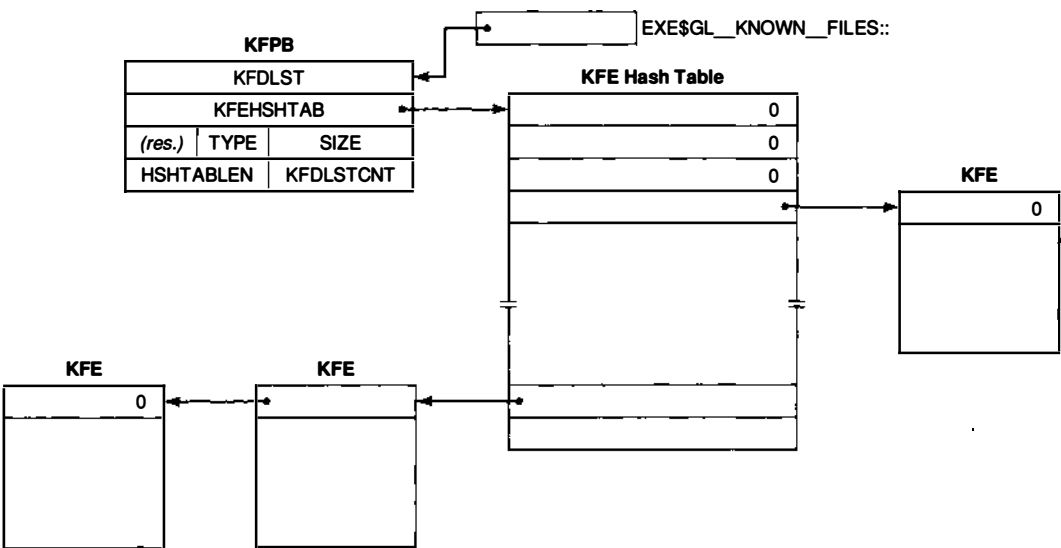 EXE$GL__KNOWN__FILES::
KFPB
KFDLST
KFEHSHTAB
(res.) TYPE SIZE
HSHTABLEN KFDLSTCNT
KFE Hash Table
0
0
0
KFE
0
KFE
0
KFE